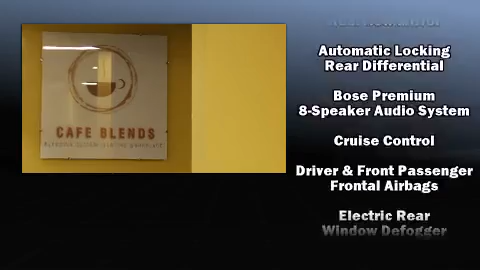 CAFE BLENDS
Automatic Locking
Rear Differential
Bose Premium
8-Speaker Audio System
Cruise Control
Driver & Front Passenger
Frontal Airbags
Electric Rear
Window Defogger